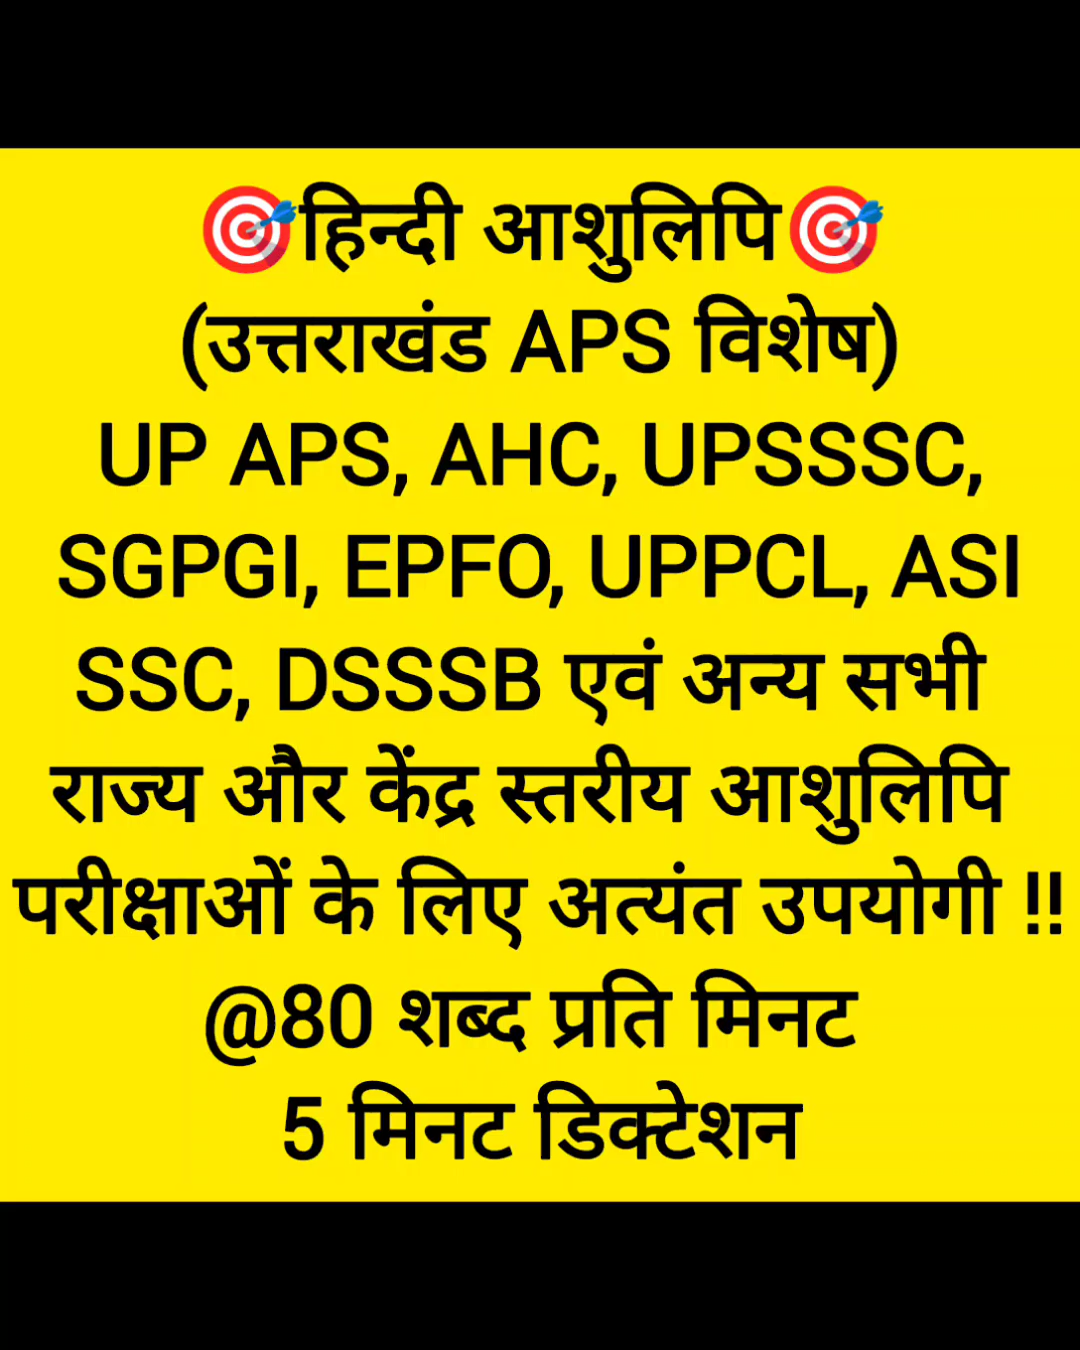 🎯हिन्दी आशुलिपि🎯
(उत्तराखंड APS विशेष)
UP APS, AHC, UPSSSC,
SGPGI, EPFO, UPPCL, ASI
SSC, DSSSB एवं अन्य सभी
राज्य और केंद्र स्तरीय आशुलिपि
परीक्षाओं के लिए अत्यंत उपयोगी !!
@80 शब्द प्रति मिनट
5 मिनट डिक्टेशन